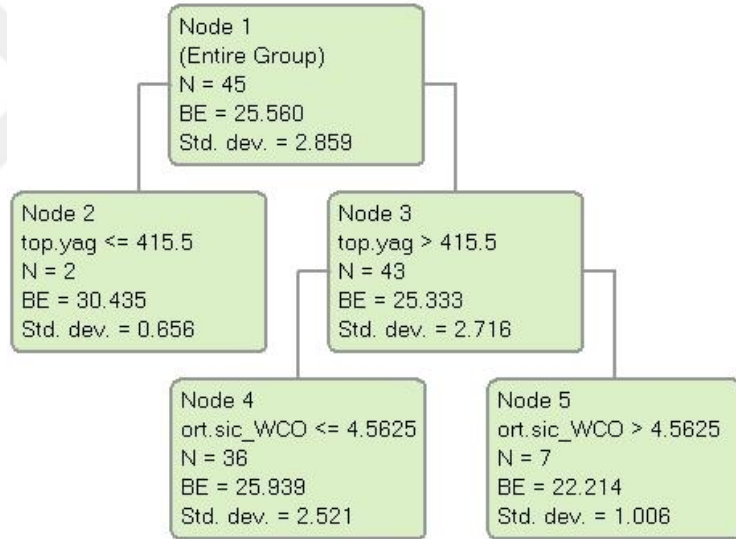 Node 1
(Entire Group)
N = 45
BE = 25.560
Std. dev. = 2.859
Node 2
top.yag <= 415.5
N = 2
BE = 30.435
Std. dev. = 0.656
Node 3
top.yag > 415.5
N = 43
BE = 25.333
Std. dev. = 2.716
Node 4
ort.sic_WCO <= 4.5625
N = 36
BE = 25.939
Std. dev. = 2.521
Node 5
ort.sic_WCO > 4.5625
N = 7
BE = 22.214
Std. dev. = 1.006